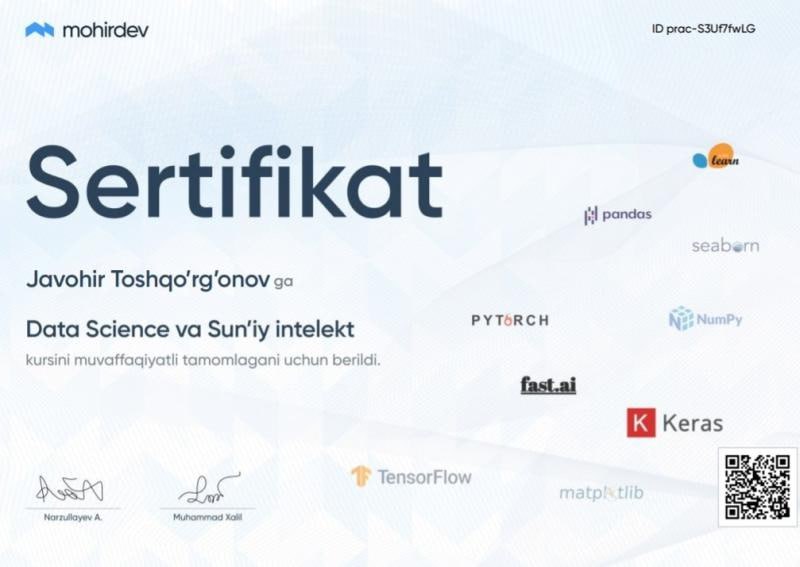 mohirdev
ID prac-S3Uf7fwLG
Sertifikat
learn
pandas
seaborn
Javohir Toshqo’rg’onov ga
PYTORCH
NumPy
Data Science va Sun’iy intelekt
kursini muvaffaqiyatli tamomlagani uchun berildi.
fast.ai
K Keras
TensorFlow
matplotlib
Narzullayev A.
Muhammad Xalil